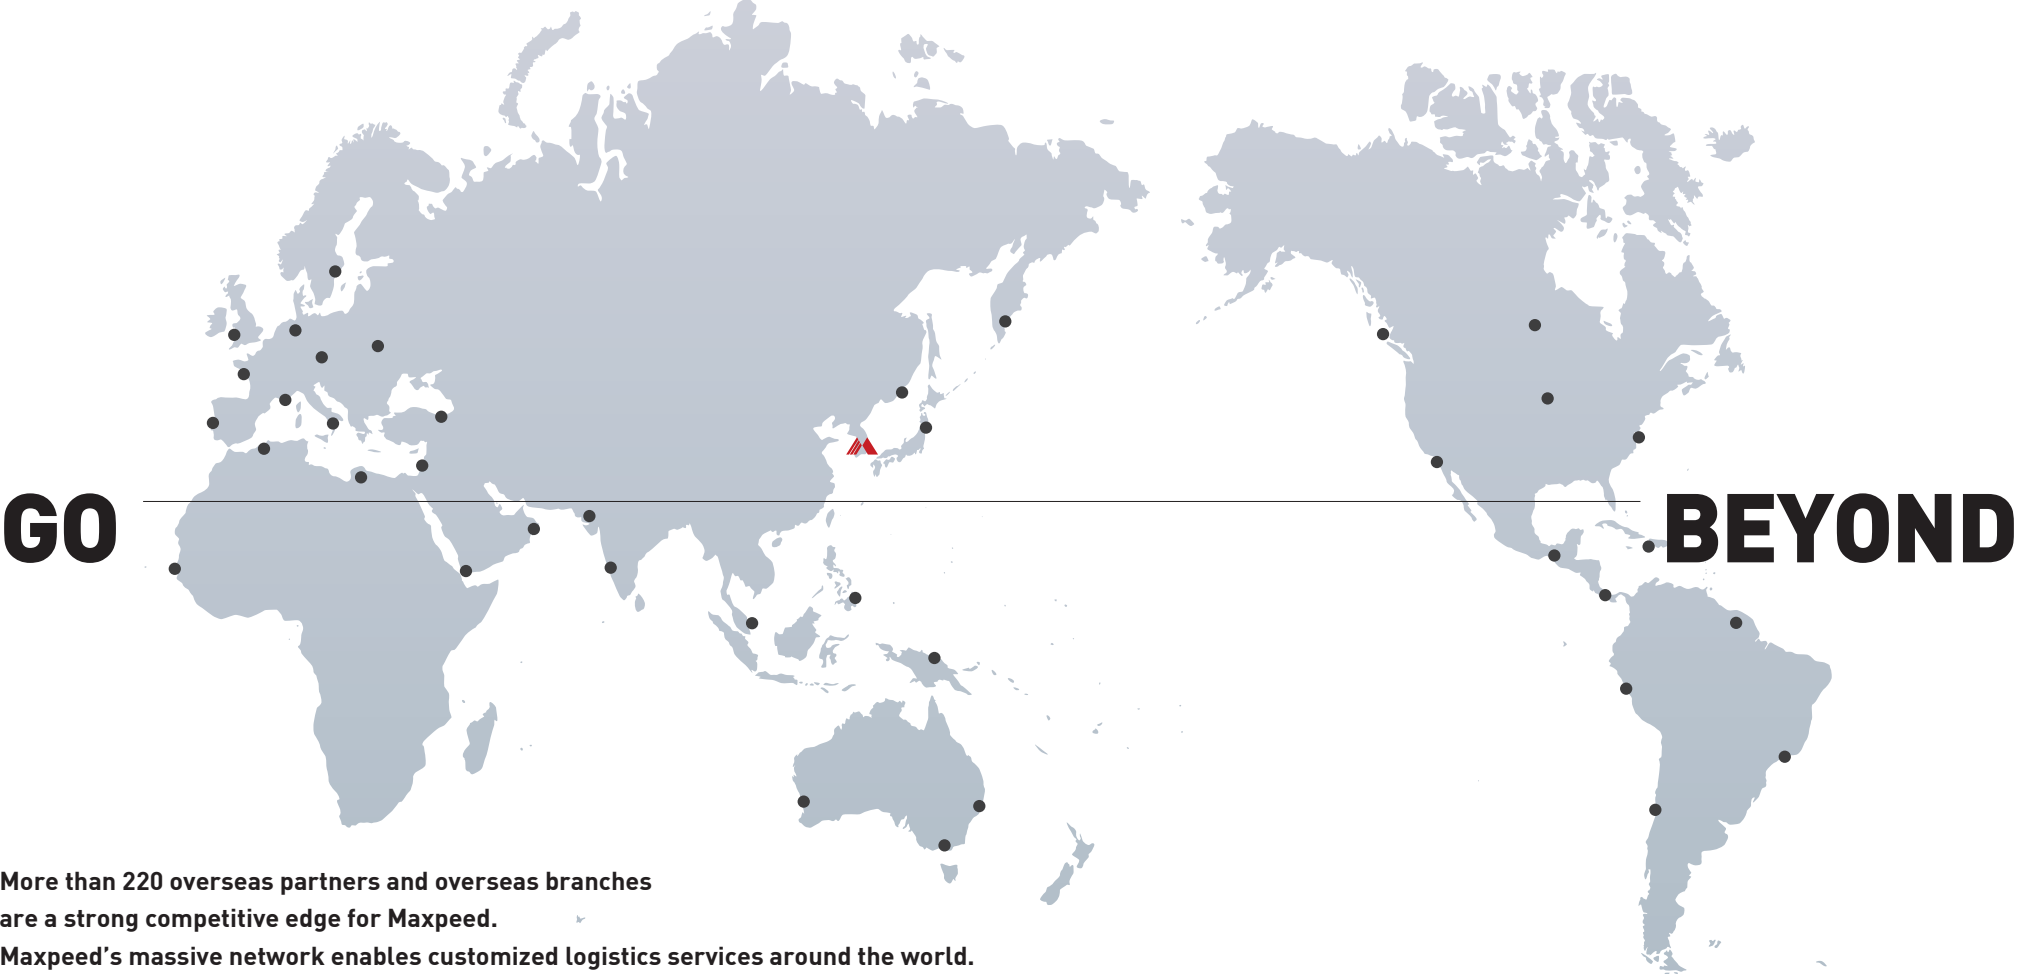 GO BEYOND
More than 220 overseas partners and overseas branches
are a strong competitive edge for Maxpeed.
Maxpeed’s massive network enables customized logistics services around the world.